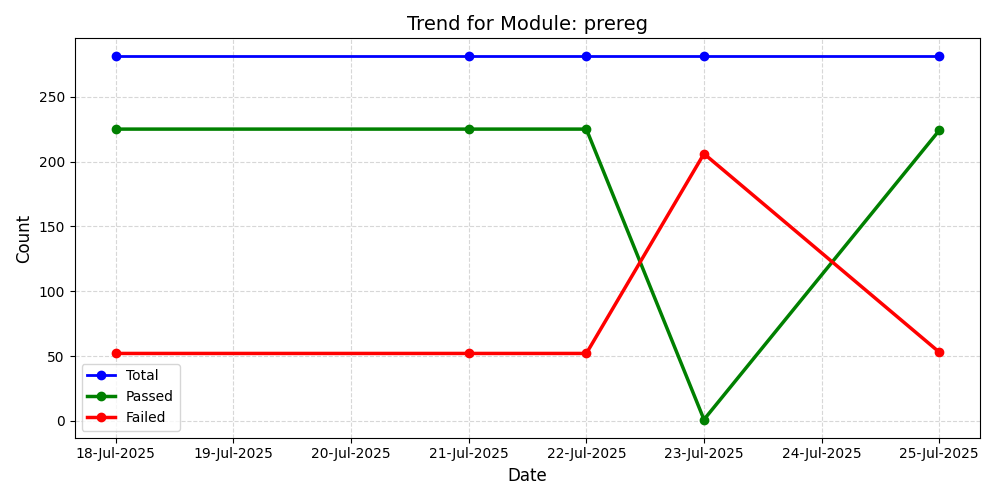 Trend for Module: prereg
Count
250
200
150
100
50
0
Total
Passed
Failed
18-Jul-2025
19-Jul-2025
20-Jul-2025
21-Jul-2025
22-Jul-2025
23-Jul-2025
24-Jul-2025
25-Jul-2025
Date